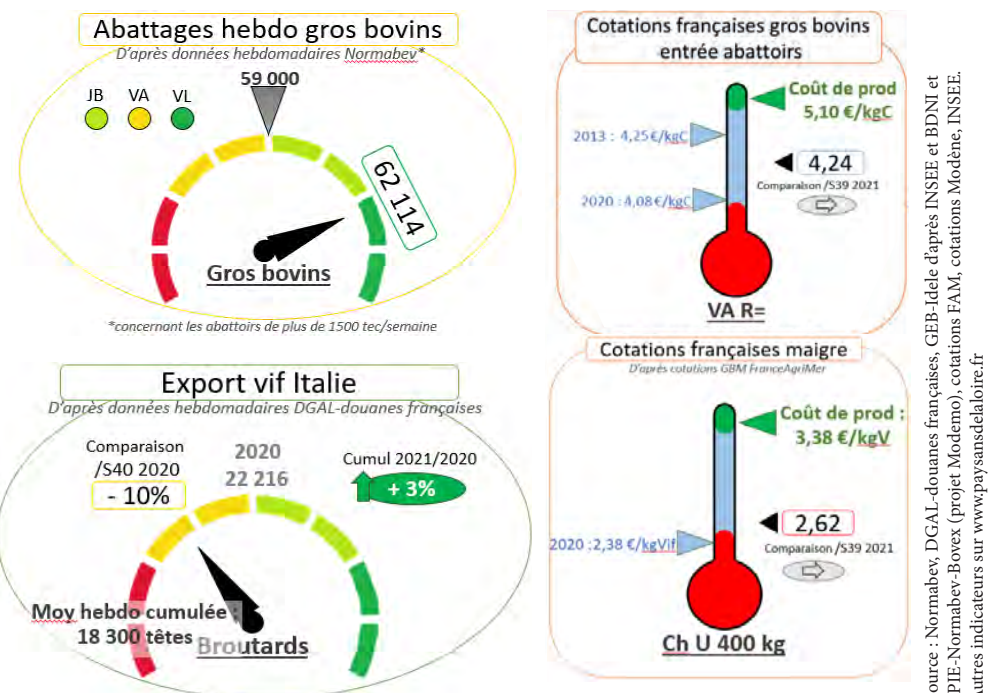 Abattages hebdo gros bovins
D'après données hebdomadaires Normabev*
59 000
JB VA VL
62 114
Gros bovins
*concernant les abattoirs de plus de 1500 tec/semaine
Cotations françaises gros bovins
entrée abattoirs
Coût de prod
5,10 €/kgC
2013 : 4,25€/kgC
4,24
Comparaison /S39 2021
2020 : 4,08€/kgC
VA R=
Export vif Italie
D'après données hebdomadaires DGAL-douanes françaises
Comparaison
/S40 2020
- 10%
2020
22 216
Cumul 2021/2020
+ 3%
Moy hebdo cumulée :
18 300 têtes
Broutards
Cotations françaises maigre
D'après cotations GBM FranceAgriMer
Coût de prod :
3,38 €/kgV
2,62
Comparaison /S39 2021
2020 : 2,38 €/kgVif
Ch U 400 kg
ource : Normabev, DGAL-douanes françaises, GEB-Idele d'après INSEE et BDNI et
PIE-Normabev-Bovex (projet Modemo), cotations FAM, cotations Modène, INSEE.
utres indicateurs sur www.paysansdelaloire.fr